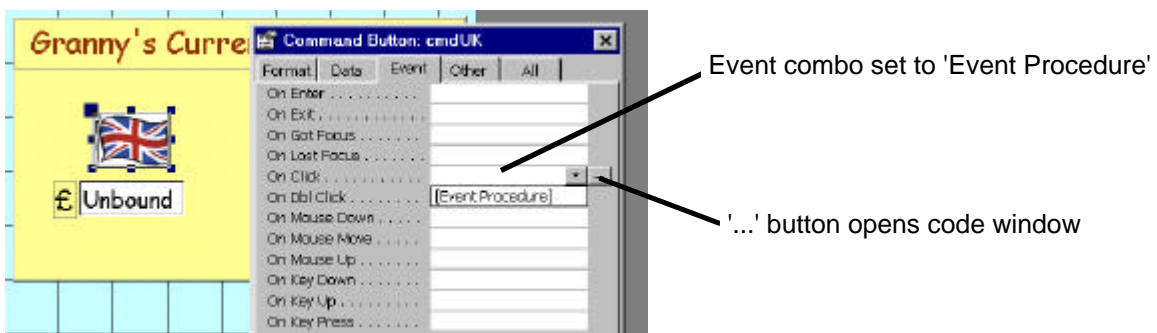 Granny's Curre
£ Unbound
Command Button: cmdUK
Format Data Event Other All
On Enter . . . . . . . . . .
On Exit . . . . . . . . . . . .
On Got Focus . . . . . . .
On Lost Focus . . . . . . .
On Click . . . . . . . . . . .
On Dbl Click . . . . . . . . [Event Procedure]
On Mouse Down . . . . .
On Mouse Move . . . . .
On Mouse Up . . . . . . .
On Key Down . . . . . . .
On Key Up . . . . . . . . .
On Key Press . . . . . . .
Event combo set to 'Event Procedure'
'...' button opens code window